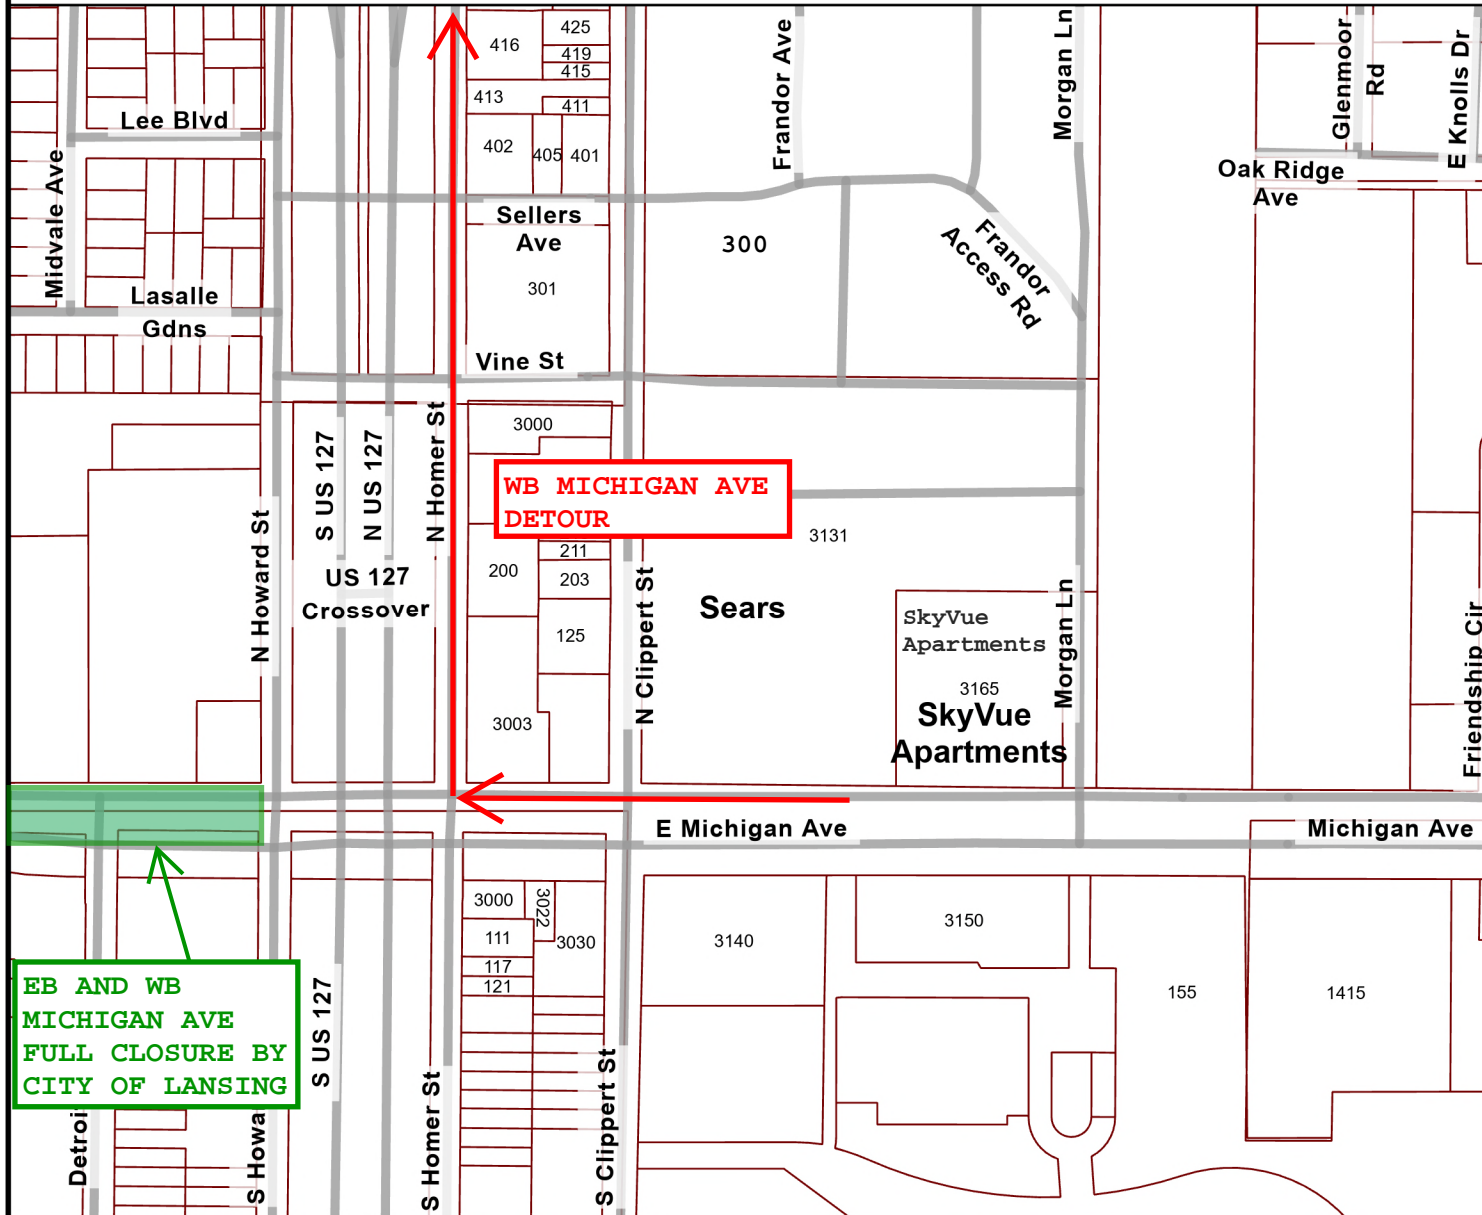 Frandor Ave
Morgan Ln
Glenmoor
Rd
E Knolls Dr
425
416
419
415
413
411
Lee Blvd
402
405
401
Midvale Ave
Oak Ridge
Ave
Sellers
Ave
300
Frandor
Access Rd
301
Lasalle
Gdns
Vine St
3000
S US 127
N US 127
N Homer St
WB MICHIGAN AVE
DETOUR
3131
N Howard St
211
200
203
US 127
Crossover
125
N Clippert St
Sears
SkyVue
Apartments
Morgan Ln
3165
SkyVue
Apartments
3003
Friendship Cir
E Michigan Ave
Michigan Ave
3000
3022
111
3030
117
121
3140
3150
155
1415
EB AND WB
MICHIGAN AVE
FULL CLOSURE BY
CITY OF LANSING
S US 127
Detroi
S Howa
S Homer St
S Clippert St